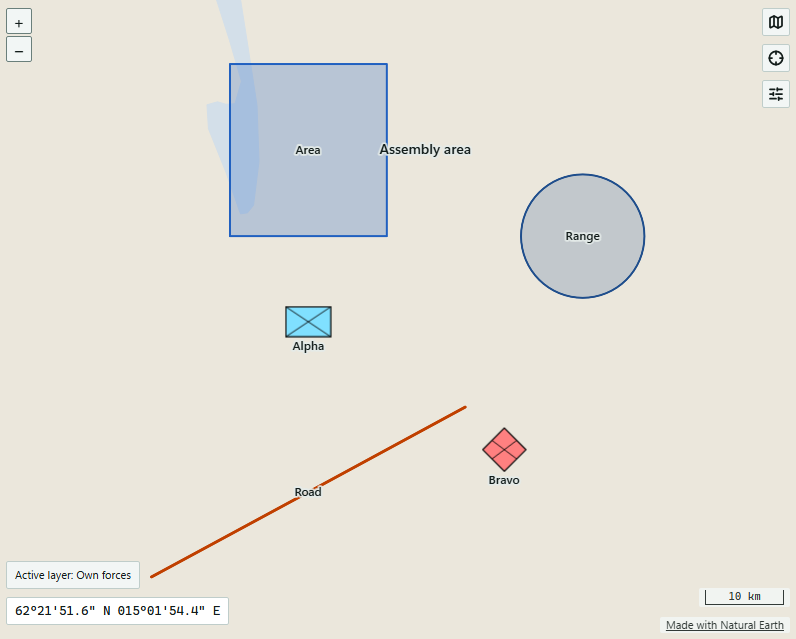 +
−
Area
Assembly area
Range
Alpha
Road
Bravo
Active layer: Own forces
62°21'51.6" N 015°01'54.4" E
10 km
Made with Natural Earth